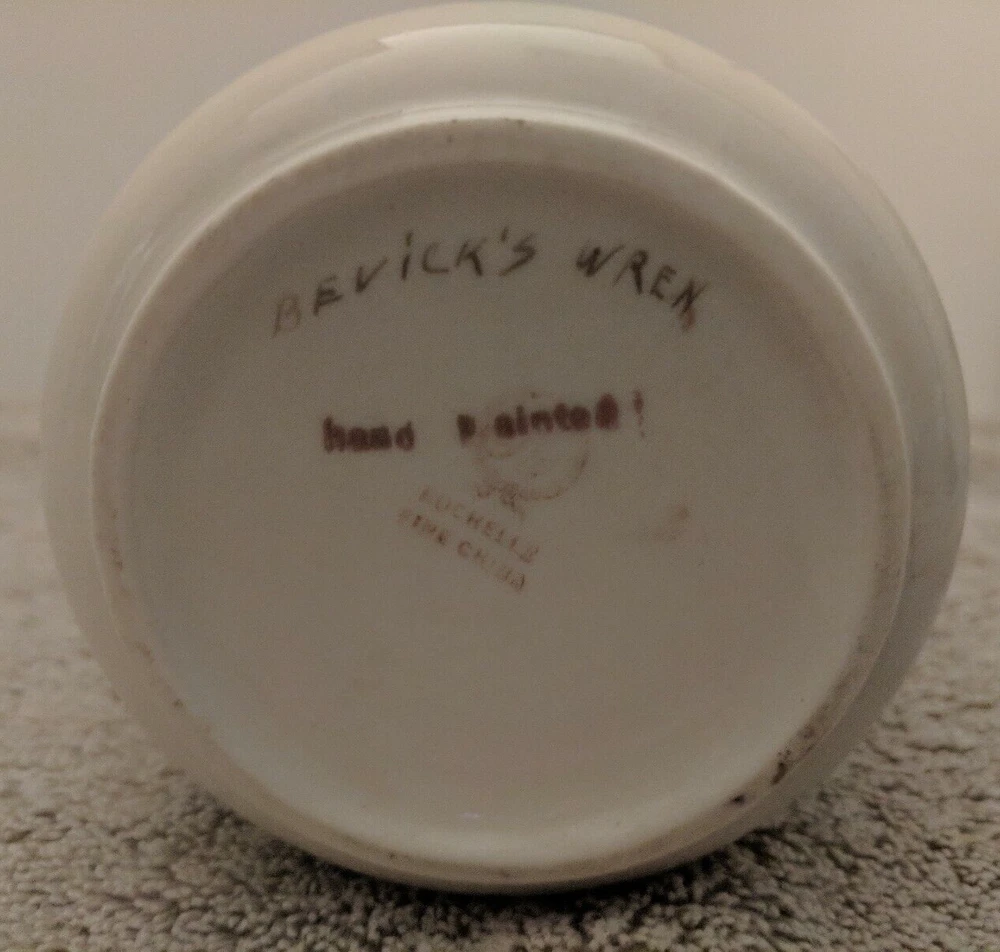 BEVICK'S WREN
hand painted!
ROCHELLE
FINE CHINA